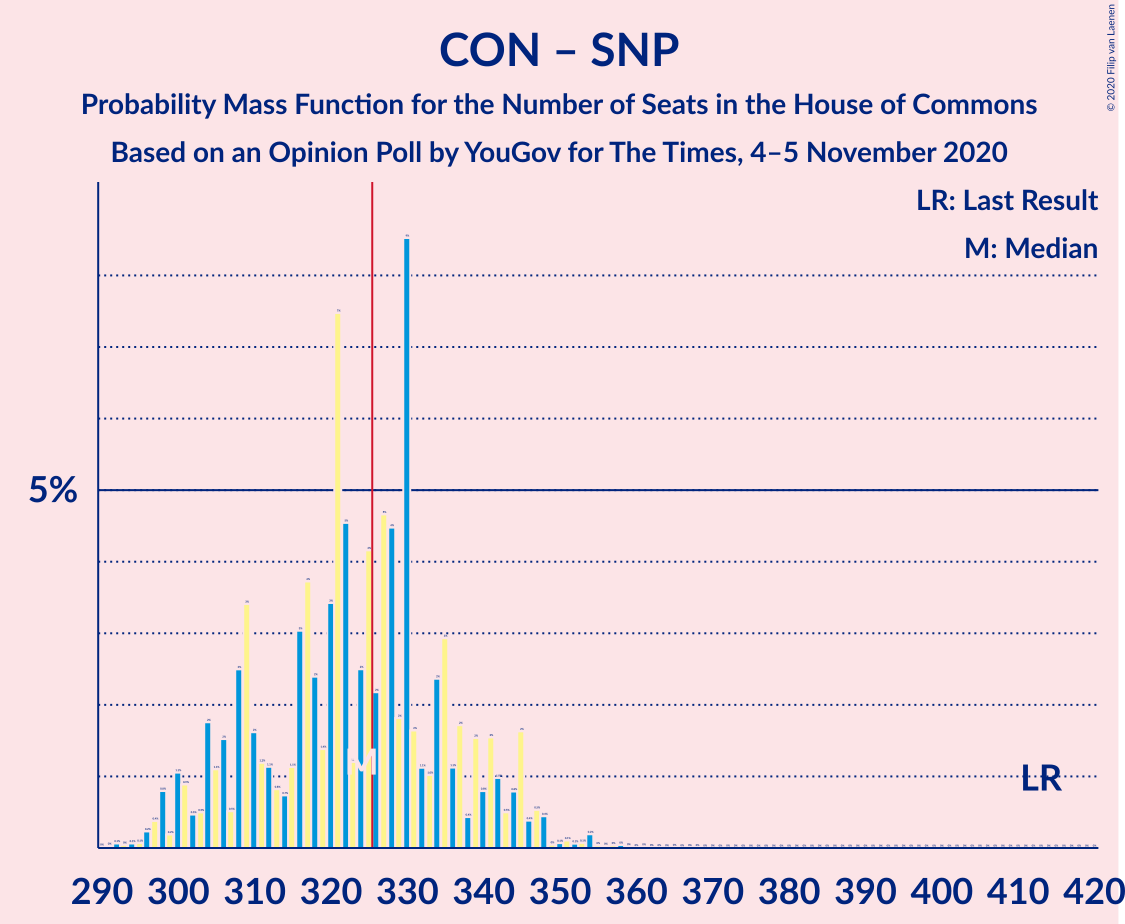 CON – SNP
Probability Mass Function for the Number of Seats in the House of Commons
Based on an Opinion Poll by YouGov for The Times, 4–5 November 2020
© 2020 Filip van Laenen
LR: Last Result
M: Median
5%
M
LR
290 300 310 320 330 340 350 360 370 380 390 400 410 420